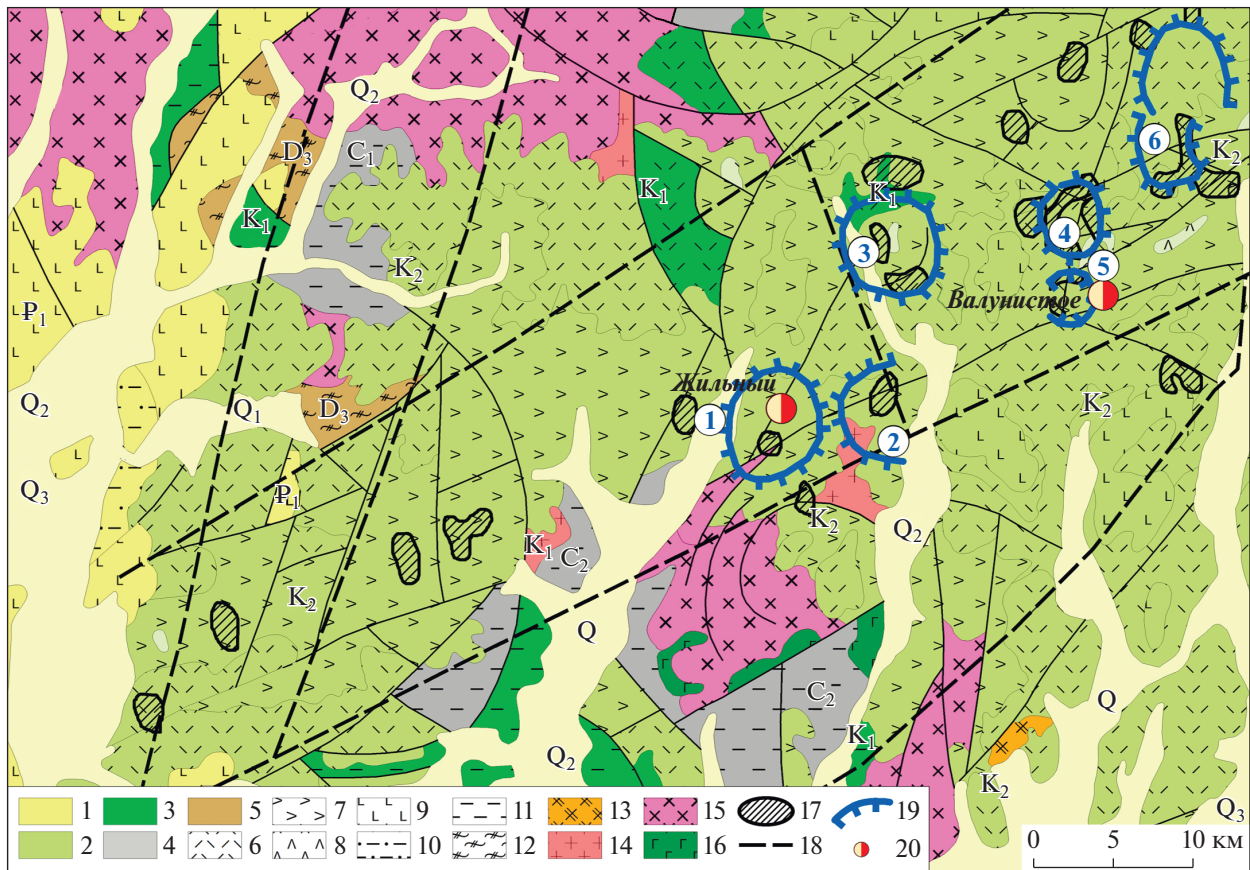 Q₂
D₃
C₁
K₂
6
K₁
K₁
K₁
3
4
K₂
5
Валунистое
P₁
Жильный
Q₂
Q₁
D₃
1
2
K₂
Q₃
P₁
K₂
Q₂
K₁
C₂
K₂
Q
C₂
Q
K₁
Q₂
K₂
Q₃
1 3 5 7 9 11 13 15 17 19
2 4 6 8 10 12 14 16 18 20
0 5 10 км